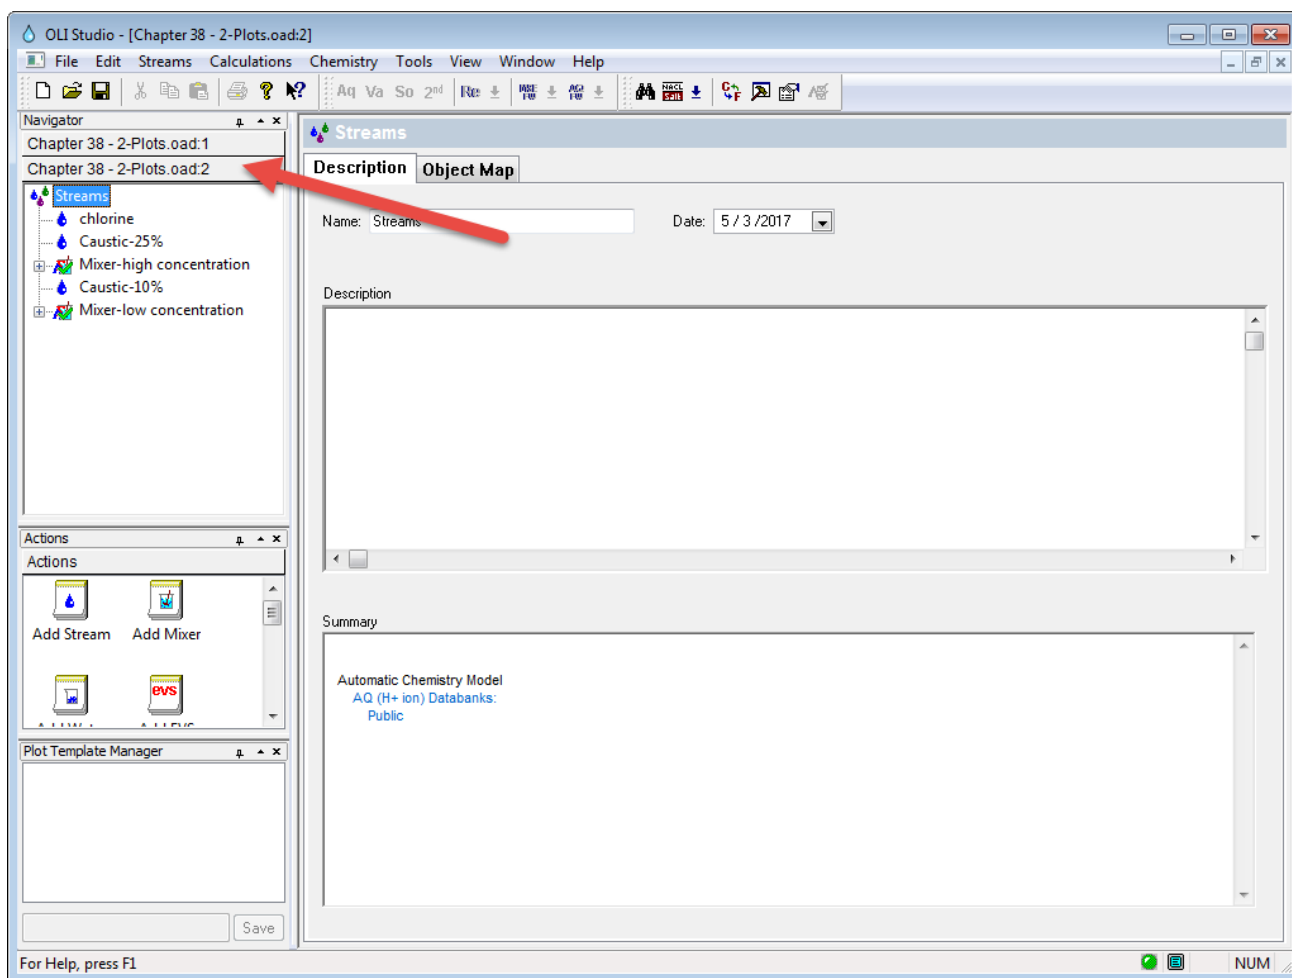 OLI Studio - [Chapter 38 - 2-Plots.oad:2]
File Edit Streams Calculations Chemistry Tools View Window Help
Aq Va So 2nd Re
Navigator
Chapter 38 - 2-Plots.oad:1
Chapter 38 - 2-Plots.oad:2
Streams
chlorine
Caustic-25%
Mixer-high concentration
Caustic-10%
Mixer-low concentration
Actions
Actions
Add Stream Add Mixer
evs
Plot Template Manager
Save
Streams
Description Object Map
Name: Streams Date: 5 / 3 /2017
Description
Summary
Automatic Chemistry Model
AQ (H+ ion) Databanks:
Public
For Help, press F1 NUM